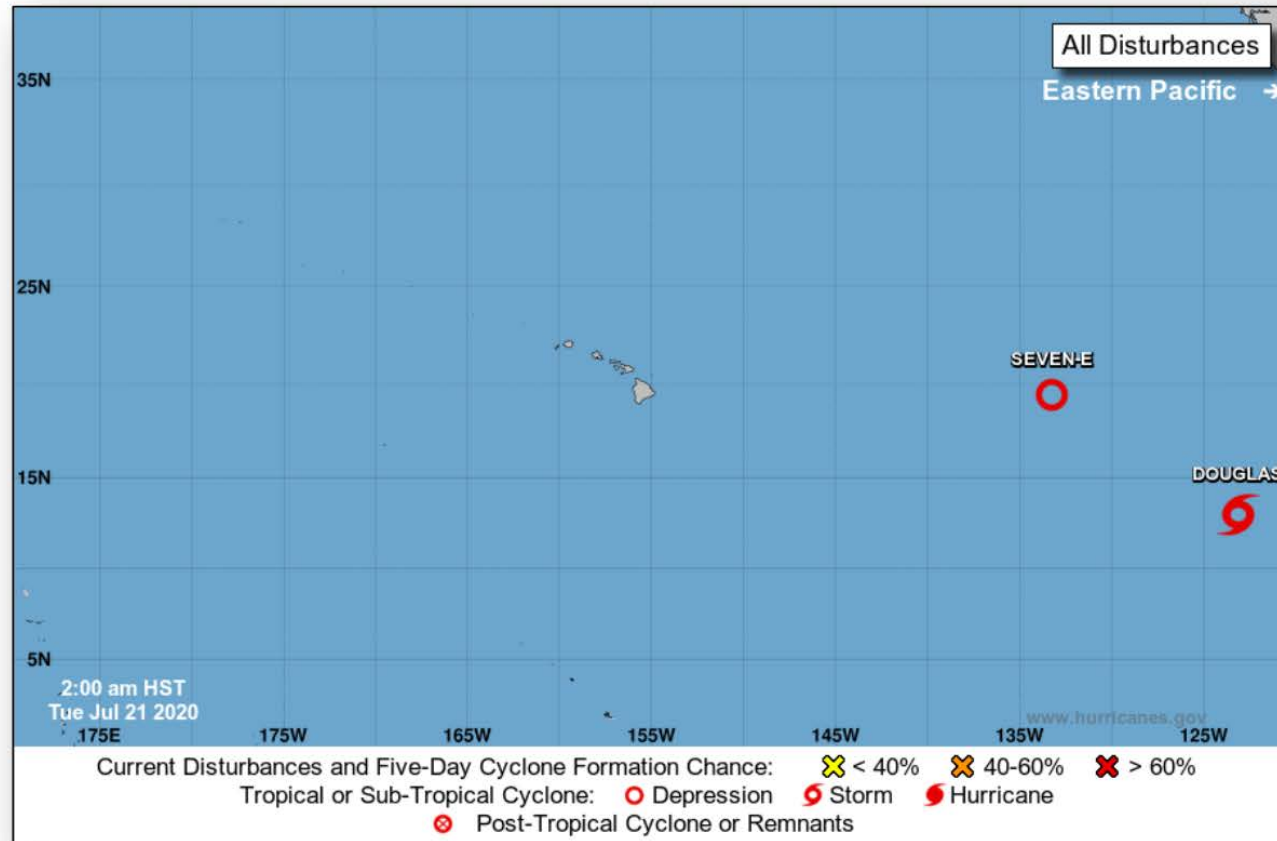 All Disturbances
Eastern Pacific →
35N
25N
SEVEN-E
15N
DOUGLAS
5N
2:00 am HST
Tue Jul 21 2020
www.hurricanes.gov
175E 175W 165W 155W 145W 135W 125W
Current Disturbances and Five-Day Cyclone Formation Chance: < 40% 40-60% > 60%
Tropical or Sub-Tropical Cyclone: Depression Storm Hurricane
Post-Tropical Cyclone or Remnants